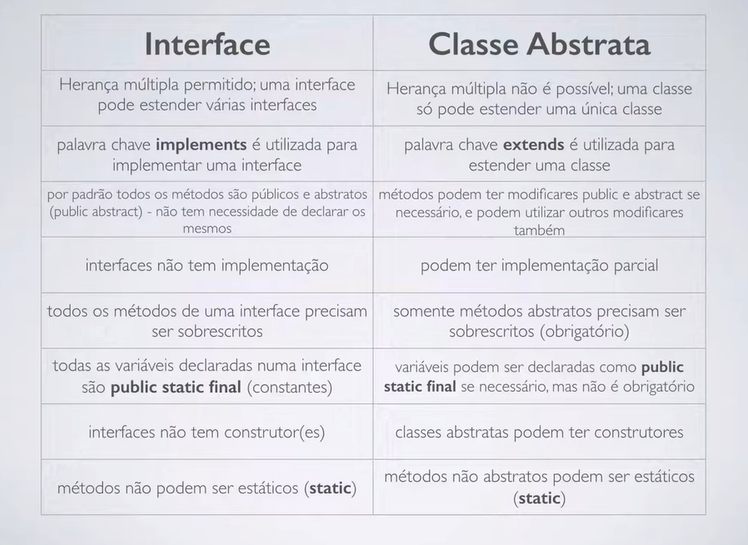 Interface
Classe Abstrata
Herança múltipla permitido; uma interface
pode estender várias interfaces
Herança múltipla não é possível; uma classe
só pode estender uma única classe
palavra chave implements é utilizada para
implementar uma interface
palavra chave extends é utilizada para
estender uma classe
por padrão todos os métodos são públicos e abstratos
(public abstract) - não tem necessidade de declarar os
mesmos
métodos podem ter modificares public e abstract se
necessário, e podem utilizar outros modificares
também
interfaces não tem implementação
podem ter implementação parcial
todos os métodos de uma interface precisam
ser sobrescritos
somente métodos abstratos precisam ser
sobrescritos (obrigatório)
todas as variáveis declaradas numa interface
são public static final (constantes)
variáveis podem ser declaradas como public
static final se necessário, mas não é obrigatório
interfaces não tem construtor(es)
classes abstratas podem ter construtores
métodos não podem ser estáticos (static)
métodos não abstratos podem ser estáticos
(static)